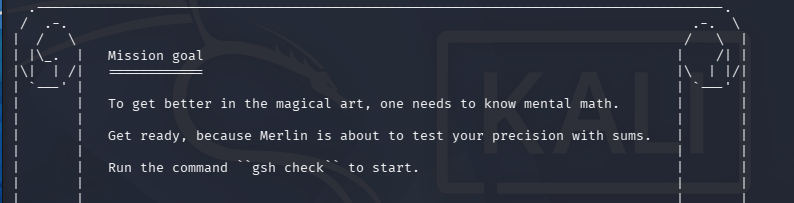 Mission goal
============
To get better in the magical art, one needs to know mental math.
Get ready, because Merlin is about to test your precision with sums.
Run the command ``gsh check`` to start.
KALI